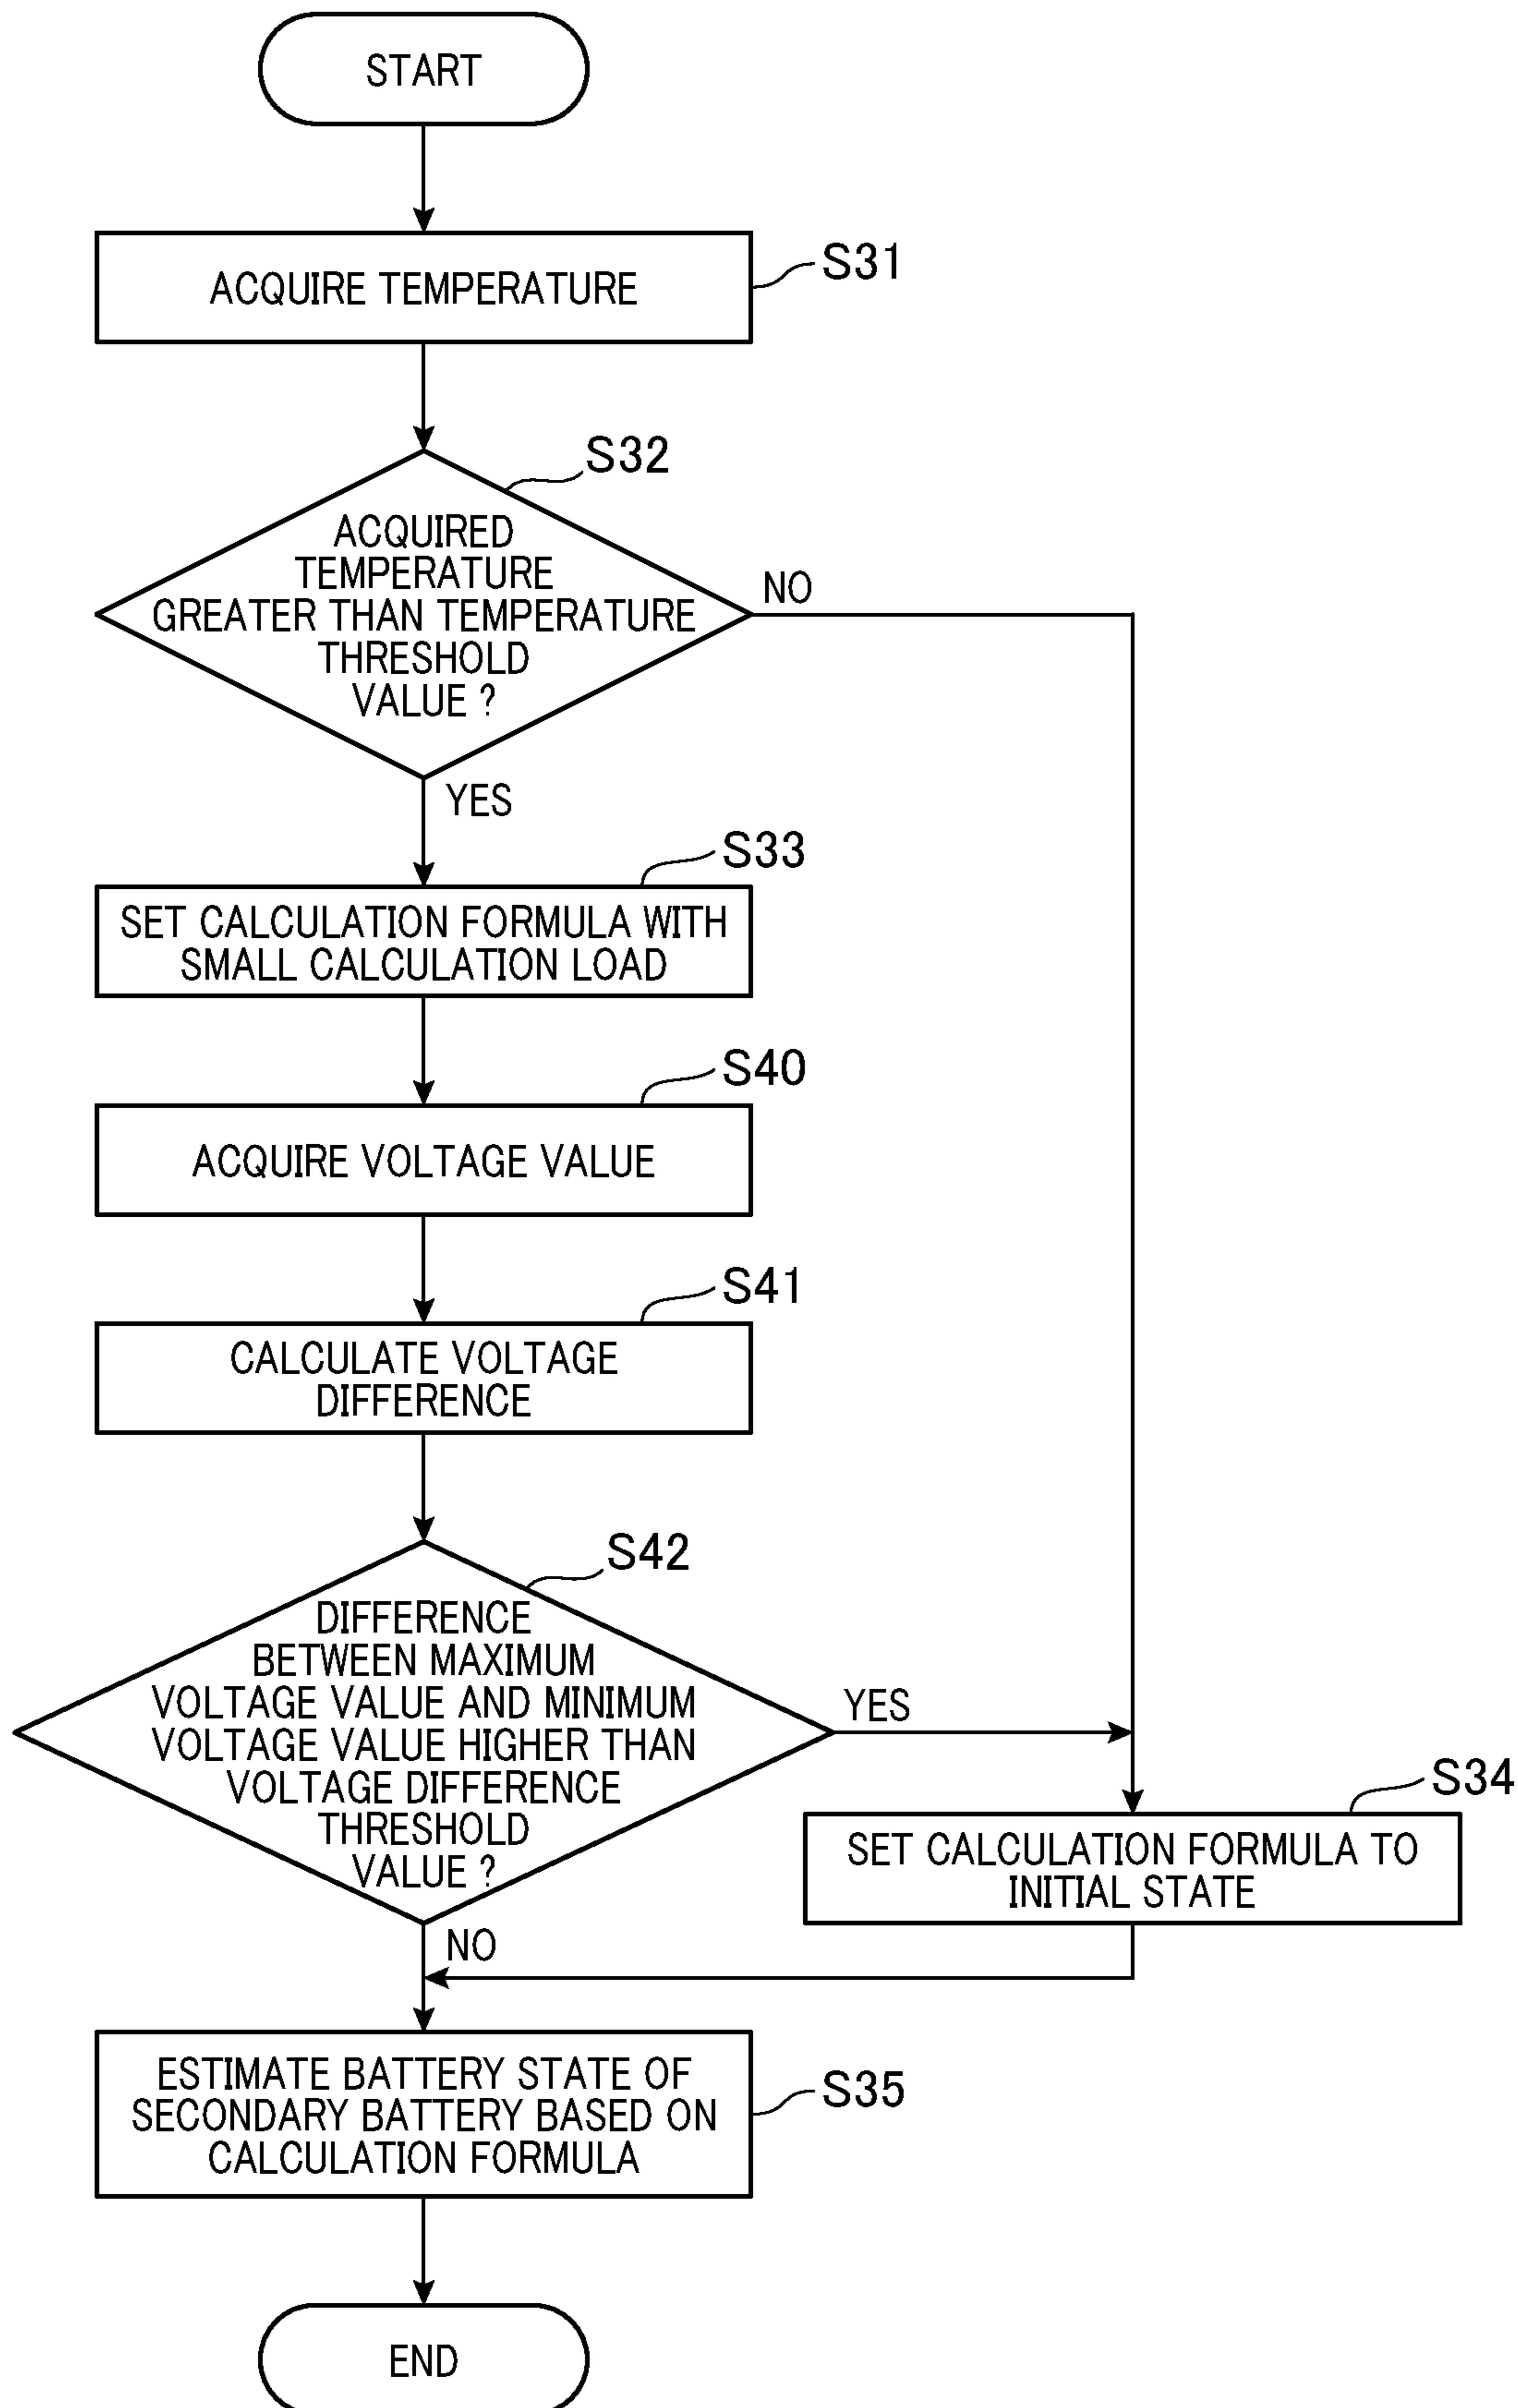 START
S31
ACQUIRE TEMPERATURE
S32
ACQUIRED
TEMPERATURE
GREATER THAN TEMPERATURE
THRESHOLD
VALUE ?
NO
YES
S33
SET CALCULATION FORMULA WITH
SMALL CALCULATION LOAD
S40
ACQUIRE VOLTAGE VALUE
S41
CALCULATE VOLTAGE
DIFFERENCE
S42
DIFFERENCE
BETWEEN MAXIMUM
VOLTAGE VALUE AND MINIMUM
VOLTAGE VALUE HIGHER THAN
VOLTAGE DIFFERENCE
THRESHOLD
VALUE ?
YES
S34
SET CALCULATION FORMULA TO
INITIAL STATE
NO
ESTIMATE BATTERY STATE OF
SECONDARY BATTERY BASED ON
CALCULATION FORMULA
S35
END